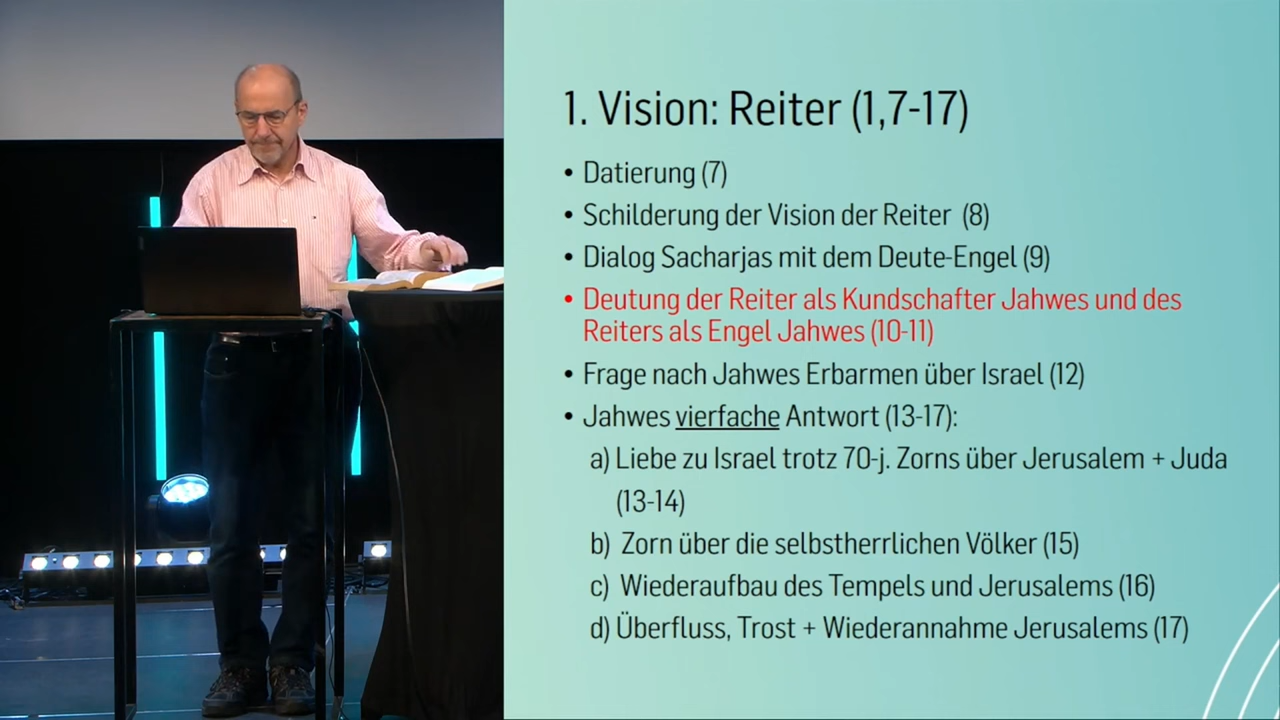 1. Vision: Reiter (1,7-17)
• Datierung (7)
• Schilderung der Vision der Reiter (8)
• Dialog Sacharjas mit dem Deute-Engel (9)
• Deutung der Reiter als Kundschafter Jahwes und des
Reiters als Engel Jahwes (10-11)
• Frage nach Jahwes Erbarmen über Israel (12)
• Jahwes vierfache Antwort (13-17):
a) Liebe zu Israel trotz 70-j. Zorns über Jerusalem + Juda
(13-14)
b) Zorn über die selbstherrlichen Völker (15)
c) Wiederaufbau des Tempels und Jerusalems (16)
d) Überfluss, Trost + Wiederannahme Jerusalems (17)